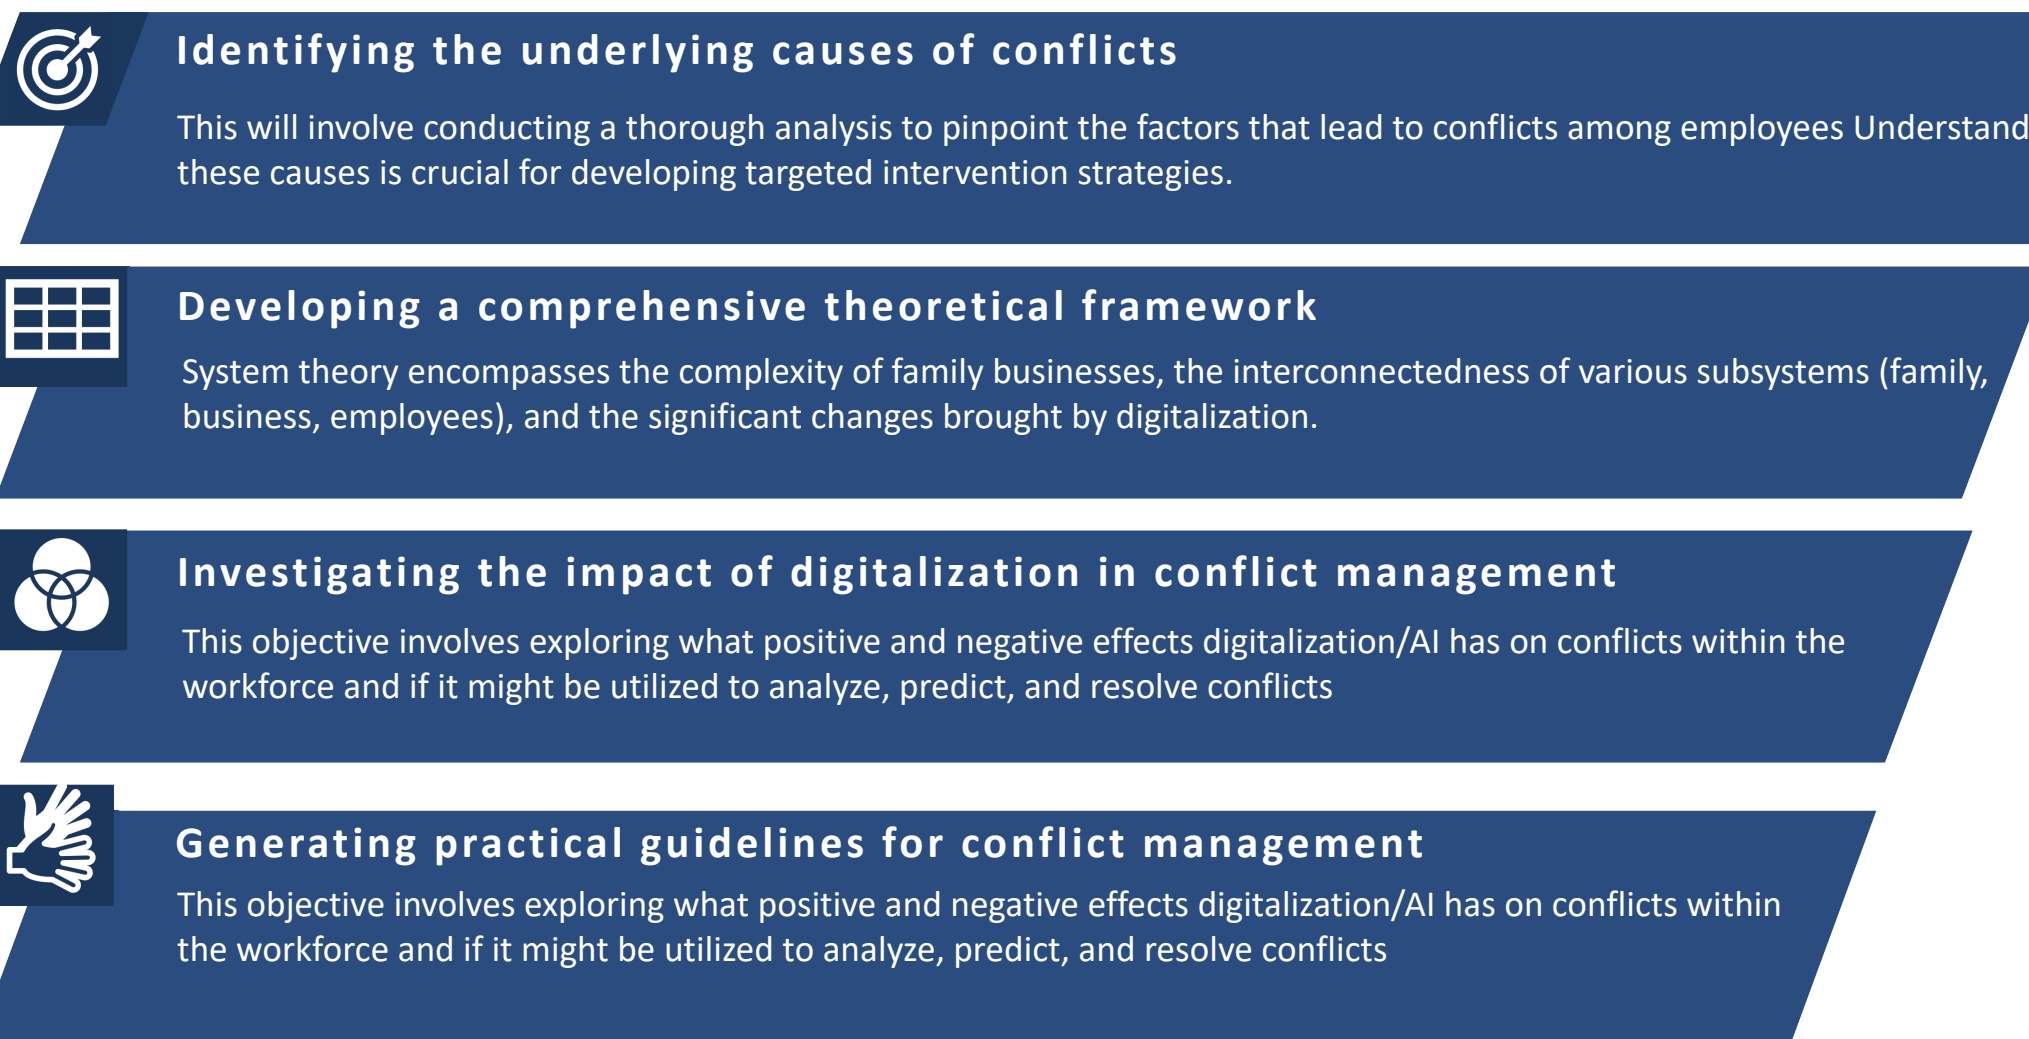 Identifying the underlying causes of conflicts
This will involve conducting a thorough analysis to pinpoint the factors that lead to conflicts among employees Understand
these causes is crucial for developing targeted intervention strategies.
Developing a comprehensive theoretical framework
System theory encompasses the complexity of family businesses, the interconnectedness of various subsystems (family,
business, employees), and the significant changes brought by digitalization.
Investigating the impact of digitalization in conflict management
This objective involves exploring what positive and negative effects digitalization/AI has on conflicts within the
workforce and if it might be utilized to analyze, predict, and resolve conflicts
Generating practical guidelines for conflict management
This objective involves exploring what positive and negative effects digitalization/AI has on conflicts within
the workforce and if it might be utilized to analyze, predict, and resolve conflicts